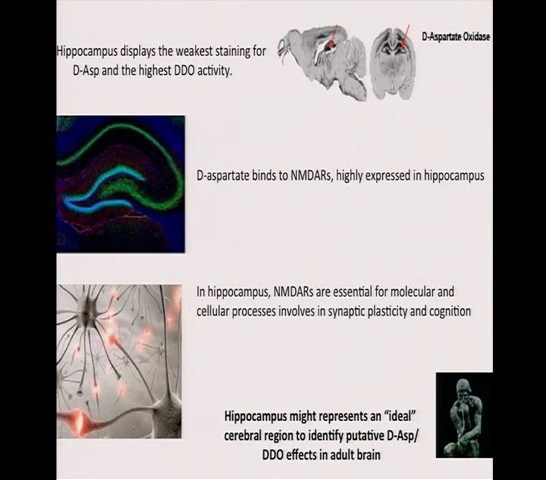 D-Aspartate Oxidase
Hippocampus displays the weakest staining for
D-Asp and the highest DDO activity.
D-aspartate binds to NMDARs, highly expressed in hippocampus
In hippocampus, NMDARs are essential for molecular and
cellular processes involves in synaptic plasticity and cognition
Hippocampus might represents an “ideal”
cerebral region to identify putative D-Asp/
DDO effects in adult brain